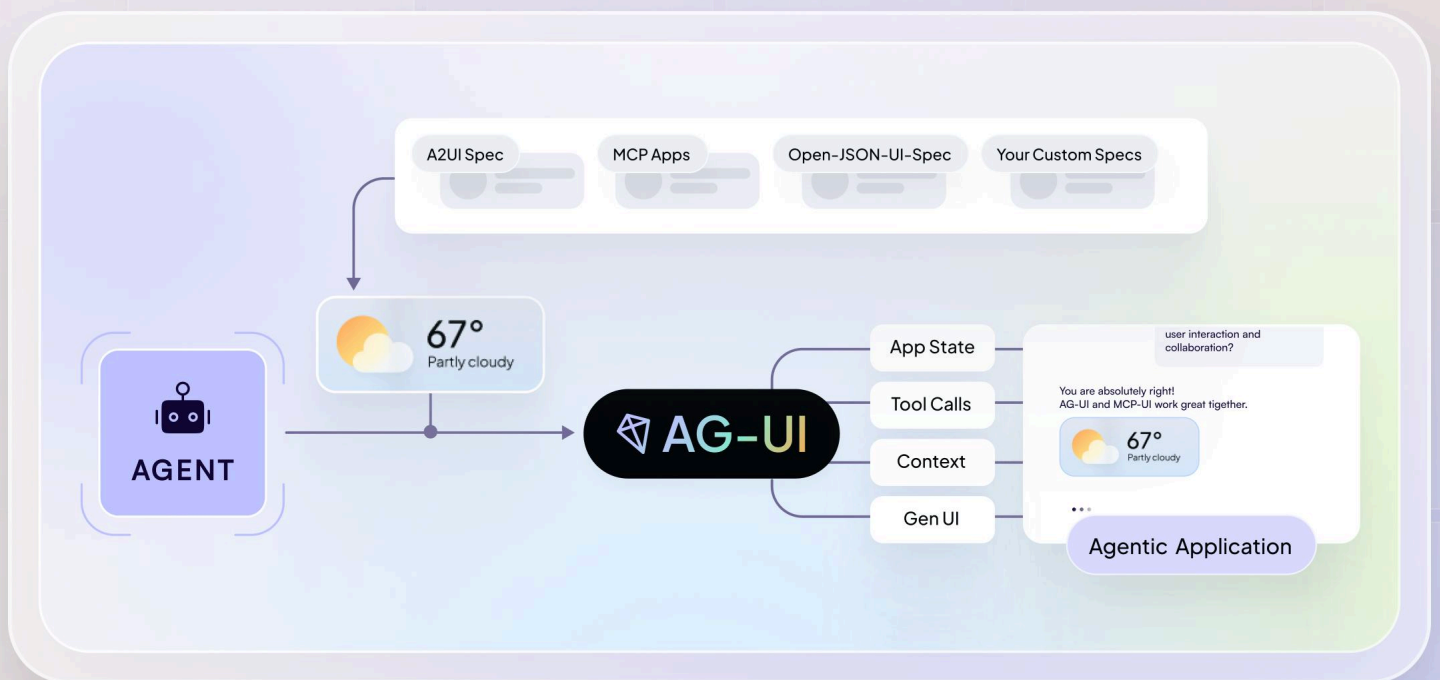 A2UI Spec
MCP Apps
Open-JSON-UI-Spec
Your Custom Specs
67°
Partly cloudy
AGENT
AG-UI
App State
Tool Calls
Context
Gen UI
user interaction and
collaboration?
You are absolutely right!
AG-UI and MCP-UI work great tigether.
67°
Partly cloudy
Agentic Application